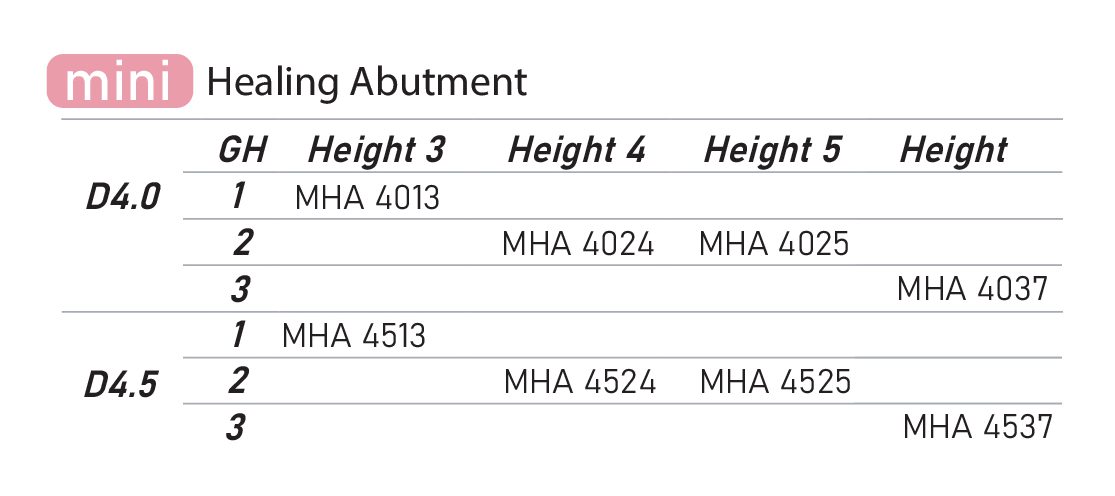 mini Healing Abutment
GH Height 3 Height 4 Height 5 Height
D4.0 1 MHA 4013
2 MHA 4024 MHA 4025
3 MHA 4037
1 MHA 4513
D4.5 2 MHA 4524 MHA 4525
3 MHA 4537